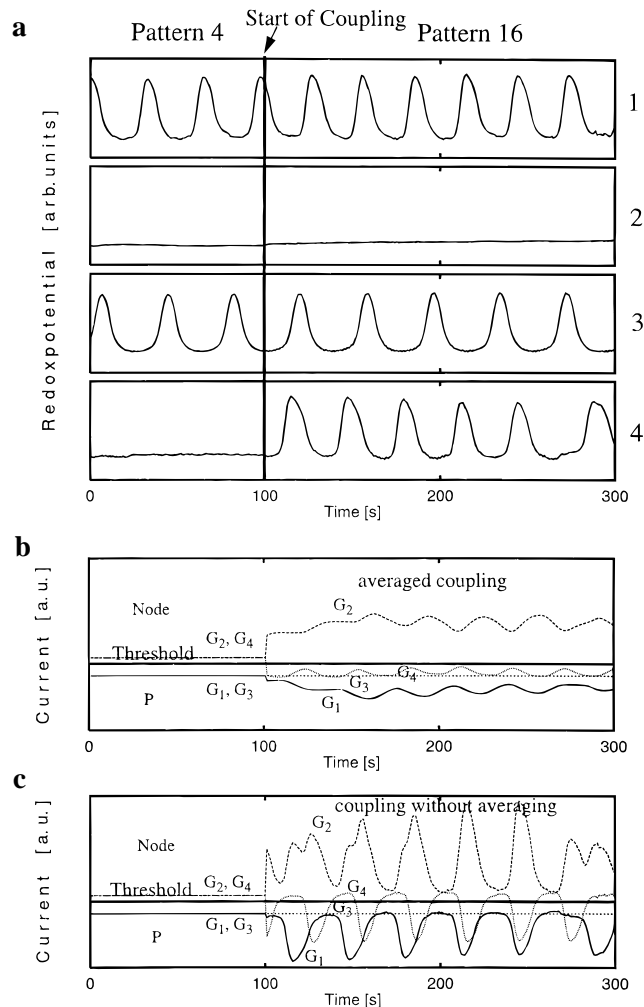 a
Start of Coupling
Pattern 4
Pattern 16
Redoxpotential [arb.units]
1
2
3
4
0 100 200 300
Time [s]
b
averaged coupling
Current [a.u.]
Node
G2
Threshold
G2, G4
G4
G3
G1, G3
P
G1
0 100 200 300
Time [s]
c
coupling without averaging
Current [a.u.]
Node
G2
Threshold
G2, G4
G4
G3
G1, G3
P
G1
0 100 200 300
Time [s]